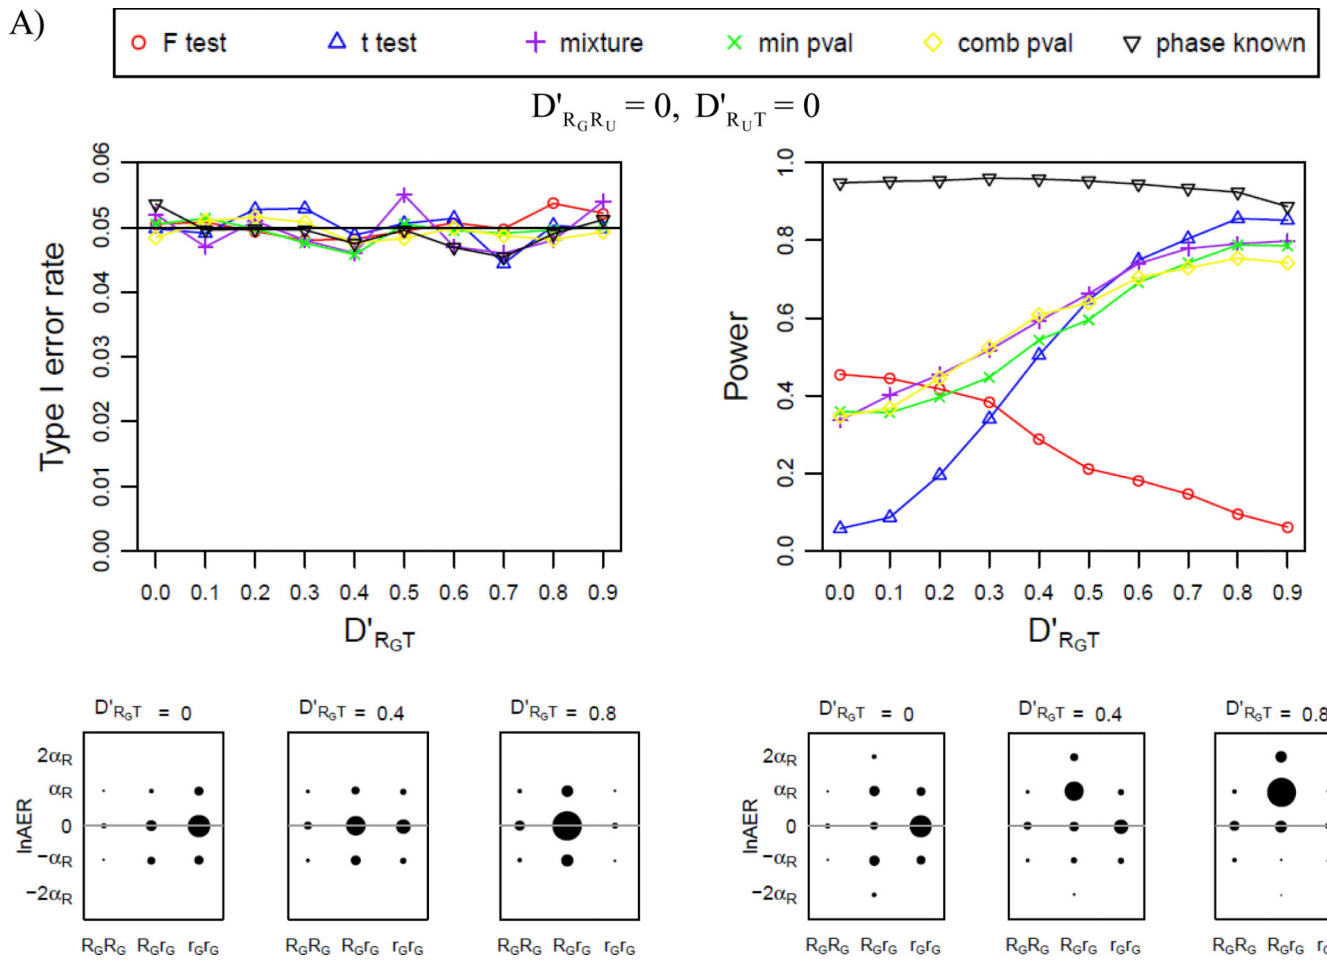 A)
F test t test mixture min pval comb pval phase known
D'RGRU = 0, D'RUT = 0
Type I error rate
0.00 0.01 0.02 0.03 0.04 0.05 0.06
0.0 0.1 0.2 0.3 0.4 0.5 0.6 0.7 0.8 0.9
D'RGT
Power
0.0 0.2 0.4 0.6 0.8 1.0
0.0 0.1 0.2 0.3 0.4 0.5 0.6 0.7 0.8 0.9
D'RGT
D'RGT = 0 D'RGT = 0.4 D'RGT = 0.8
lnAER
2αR
αR
0
−αR
−2αR
RGRG RGrG rGrG RGRG RGrG rGrG RGRG RGrG rGrG
D'RGT = 0 D'RGT = 0.4 D'RGT = 0.8
lnAER
2αR
αR
0
−αR
−2αR
RGRG RGrG rGrG RGRG RGrG rGrG RGRG RGrG rG